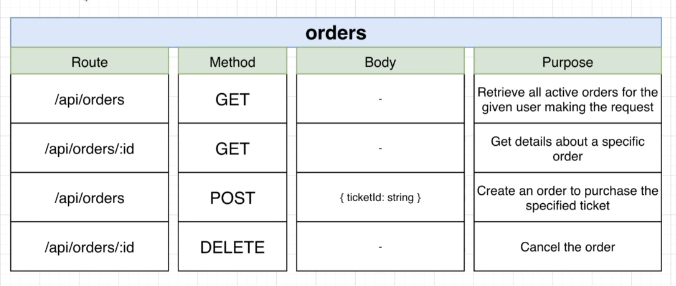 orders
Route Method Body Purpose
/api/orders GET - Retrieve all active orders for the
given user making the request
/api/orders/:id GET - Get details about a specific
order
/api/orders POST { ticketId: string } Create an order to purchase the
specified ticket
/api/orders/:id DELETE - Cancel the order